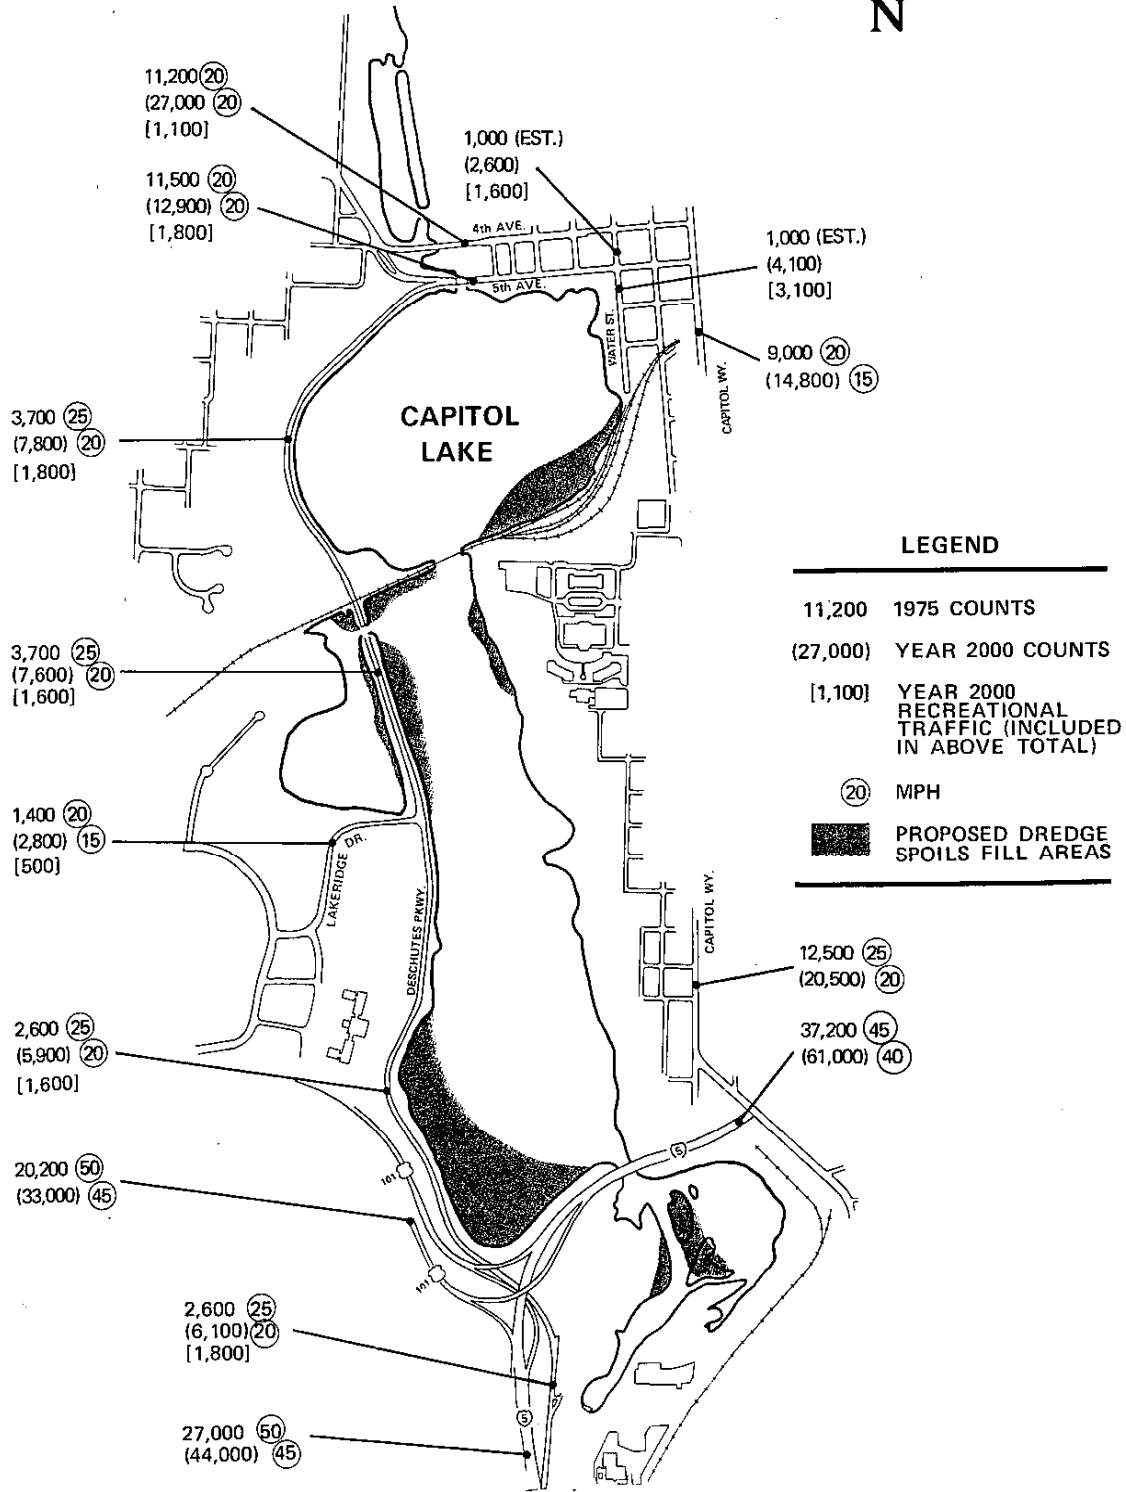 N
11,200 (20)
(27,000 (20)
[1,100]
1,000 (EST.)
(2,600)
[1,600]
11,500 (20)
(12,900) (20)
[1,800]
4th AVE.
5th AVE.
1,000 (EST.)
(4,100)
[3,100]
WATER ST.
9,000 (20)
(14,800) (15)
CAPITOL WY.
3,700 (25)
(7,800) (20)
[1,800]
CAPITOL
LAKE
LEGEND
11,200 1975 COUNTS
(27,000) YEAR 2000 COUNTS
[1,100] YEAR 2000
RECREATIONAL
TRAFFIC (INCLUDED
IN ABOVE TOTAL)
(20) MPH
PROPOSED DREDGE
SPOILS FILL AREAS
3,700 (25)
(7,600) (20)
[1,600]
1,400 (20)
(2,800) (15)
[500]
LAKERIDGE DR.
DESCHUTES PKWY.
CAPITOL WY.
12,500 (25)
(20,500) (20)
2,600 (25)
(5,900) (20)
[1,600]
37,200 (45)
(61,000) (40)
5
101
20,200 (50)
(33,000) (45)
101
2,600 (25)
(6,100) (20)
[1,800]
5
27,000 (50)
(44,000) (45)